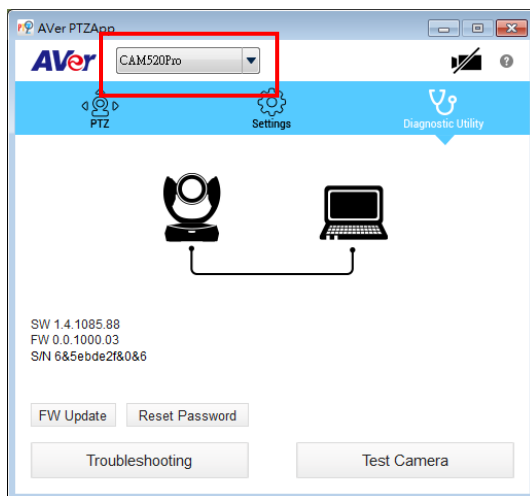 AVer PTZApp
AVer CAM520Pro ?
PTZ Settings Diagnostic Utility
SW 1.4.1085.88
FW 0.0.1000.03
S/N 6&5ebde2f&0&6
FW Update Reset Password
Troubleshooting Test Camera